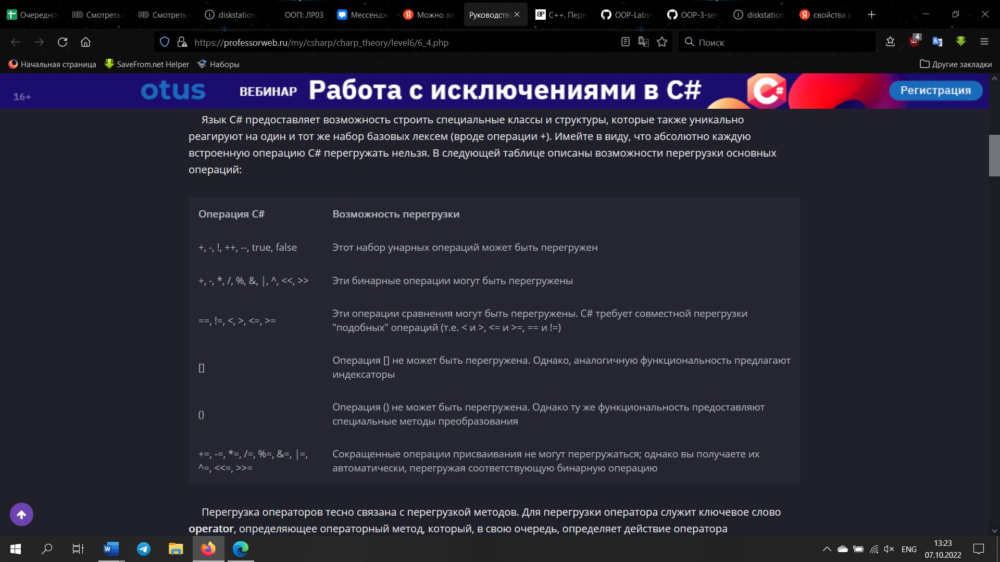 Очередно
HD Смотреть с
HD Смотреть с
diskstation.
ООП: ЛР03
Мессендж
Можно ли
Руководств
С++. Пере
OOP-Labs-
OOP-3-sem
diskstation.
свойства а
https://professorweb.ru/my/csharp/charp_theory/level6/6_4.php
Поиск
4
Начальная страница
SaveFrom.net Helper
Наборы
Другие закладки
16+
otus
ВЕБИНАР
Работа с исключениями в C#
C#
Регистрация
Язык C# предоставляет возможность строить специальные классы и структуры, которые также уникально
реагируют на один и тот же набор базовых лексем (вроде операции +). Имейте в виду, что абсолютно каждую
встроенную операцию C# перегружать нельзя. В следующей таблице описаны возможности перегрузки основных
операций:
Операция C#
Возможность перегрузки
+, -, !, ++, --, true, false
Этот набор унарных операций может быть перегружен
+, -, *, /, %, &, |, ^, <<, >>
Эти бинарные операции могут быть перегружены
==, !=, <, >, <=, >=
Эти операции сравнения могут быть перегружены. C# требует совместной перегрузки
"подобных" операций (т.е. < и >, <= и >=, == и !=)
[]
Операция [] не может быть перегружена. Однако, аналогичную функциональность предлагают
индексаторы
()
Операция () не может быть перегружена. Однако ту же функциональность предоставляют
специальные методы преобразования
+=, -=, *=, /=, %=, &=, |=,
^=, <<=, >>=
Сокращенные операции присваивания не могут перегружаться; однако вы получаете их
автоматически, перегружая соответствующую бинарную операцию
Перегрузка операторов тесно связана с перегрузкой методов. Для перегрузки оператора служит ключевое слово
operator, определяющее операторный метод, который, в свою очередь, определяет действие оператора
ENG
13:23
07.10.2022